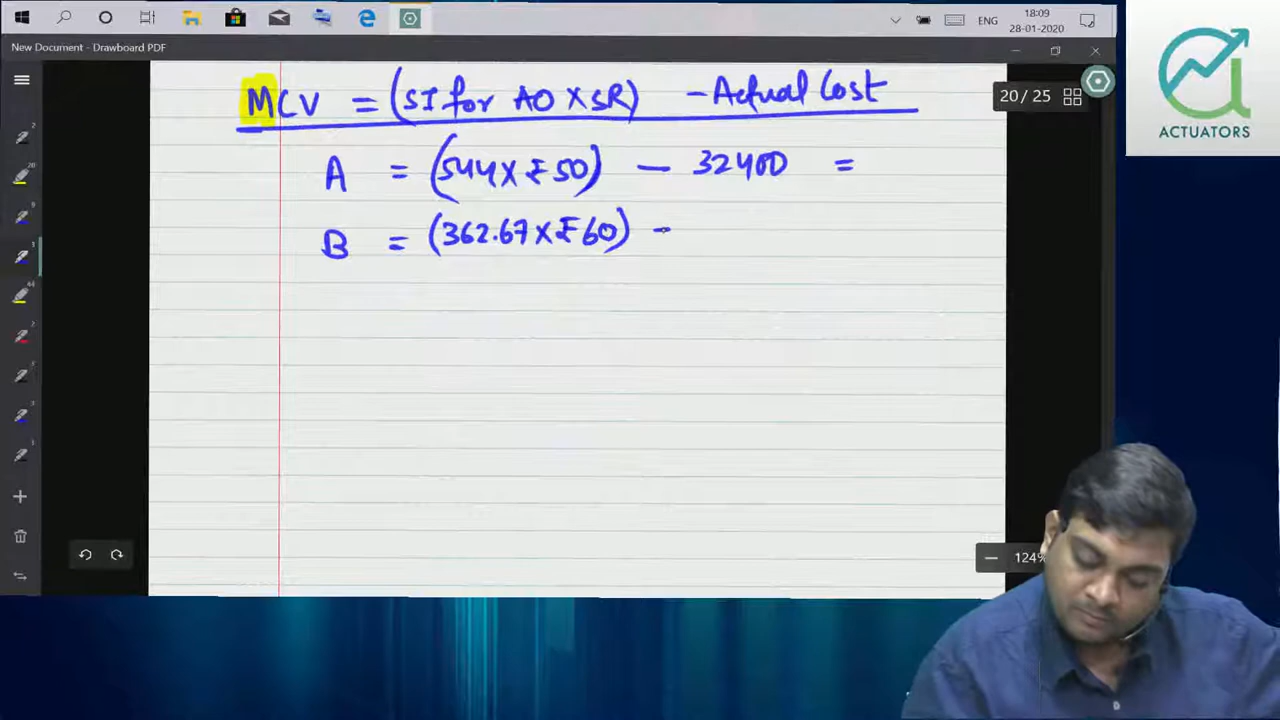 18:09
ENG
28-01-2020
New Document - Drawboard PDF
20 / 25
ACTUATORS
MCV = (SI for AO X SR) - Actual Cost
A = (544 X ₹50) - 32400 =
B = (362.67 X ₹60) -
124%